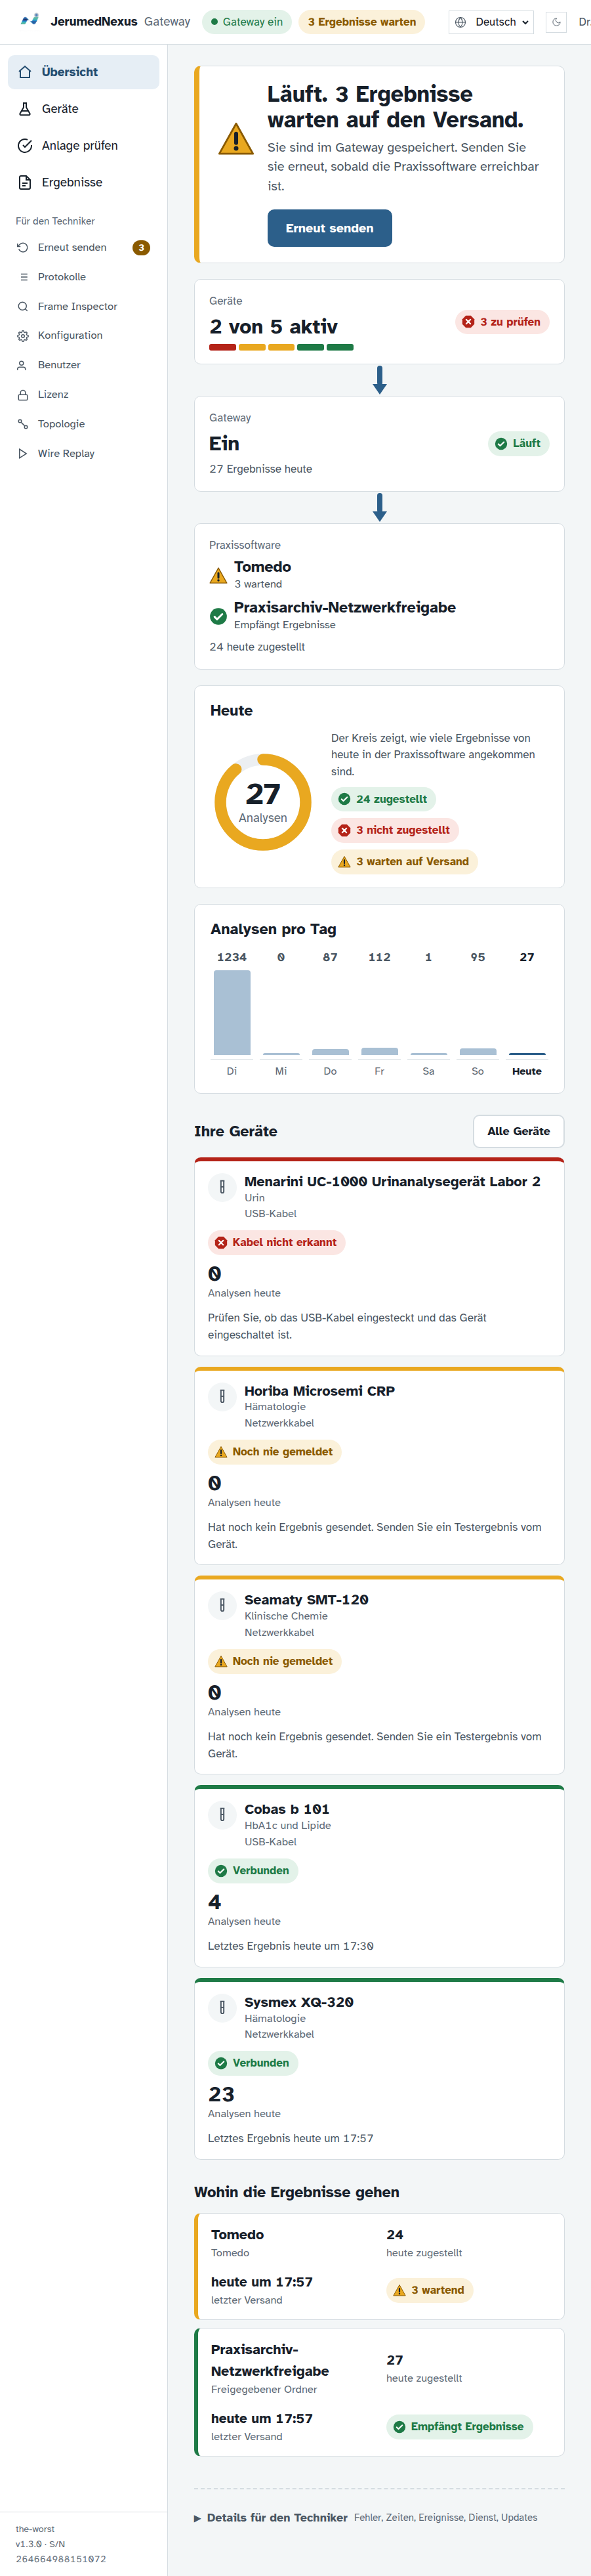 JerumedNexus Gateway Gateway ein 3 Ergebnisse warten Deutsch Dr.
Übersicht
Geräte
Anlage prüfen
Ergebnisse
Für den Techniker
Erneut senden 3
Protokolle
Frame Inspector
Konfiguration
Benutzer
Lizenz
Topologie
Wire Replay
Läuft. 3 Ergebnisse
warten auf den Versand.
Sie sind im Gateway gespeichert. Senden Sie
sie erneut, sobald die Praxissoftware erreichbar
ist.
Erneut senden
Geräte
2 von 5 aktiv
3 zu prüfen
Gateway
Ein
Läuft
27 Ergebnisse heute
Praxissoftware
Tomedo
3 wartend
Praxisarchiv-Netzwerkfreigabe
Empfängt Ergebnisse
24 heute zugestellt
Heute
27
Analysen
Der Kreis zeigt, wie viele Ergebnisse von
heute in der Praxissoftware angekommen
sind.
24 zugestellt
3 nicht zugestellt
3 warten auf Versand
Analysen pro Tag
1234 0 87 112 1 95 27
Di Mi Do Fr Sa So Heute
Ihre Geräte
Alle Geräte
Menarini UC-1000 Urinanalysegerät Labor 2
Urin
USB-Kabel
Kabel nicht erkannt
0
Analysen heute
Prüfen Sie, ob das USB-Kabel eingesteckt und das Gerät
eingeschaltet ist.
Horiba Microsemi CRP
Hämatologie
Netzwerkkabel
Noch nie gemeldet
0
Analysen heute
Hat noch kein Ergebnis gesendet. Senden Sie ein Testergebnis vom
Gerät.
Seamaty SMT-120
Klinische Chemie
Netzwerkkabel
Noch nie gemeldet
0
Analysen heute
Hat noch kein Ergebnis gesendet. Senden Sie ein Testergebnis vom
Gerät.
Cobas b 101
HbA1c und Lipide
USB-Kabel
Verbunden
4
Analysen heute
Letztes Ergebnis heute um 17:30
Sysmex XQ-320
Hämatologie
Netzwerkkabel
Verbunden
23
Analysen heute
Letztes Ergebnis heute um 17:57
Wohin die Ergebnisse gehen
Tomedo
Tomedo
24
heute zugestellt
heute um 17:57
letzter Versand
3 wartend
Praxisarchiv-
Netzwerkfreigabe
Freigegebener Ordner
27
heute zugestellt
heute um 17:57
letzter Versand
Empfängt Ergebnisse
Details für den Techniker Fehler, Zeiten, Ereignisse, Dienst, Updates
the-worst
v1.3.0 · S/N
264664988151072